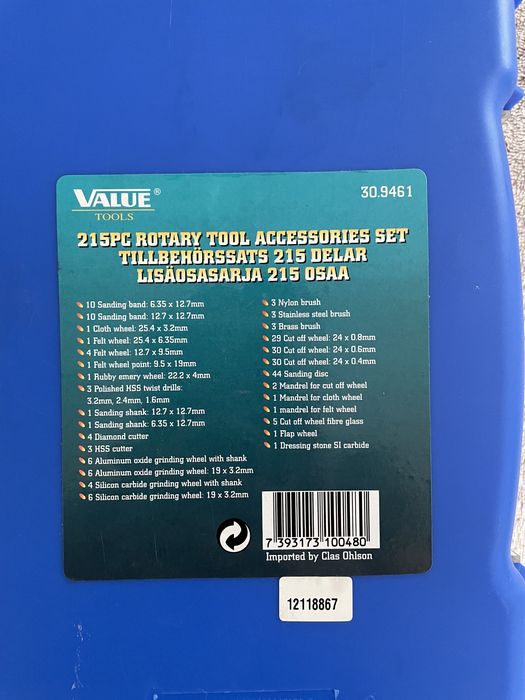 VALUE®
TOOLS
30.9461
215PC ROTARY TOOL ACCESSORIES SET
TILLBEHÖRSSATS 215 DELAR
LISÄOSASARJA 215 OSAA
10 Sanding band: 6.35 x 12.7mm
10 Sanding band: 12.7 x 12.7mm
1 Cloth wheel: 25.4 x 3.2mm
1 Felt wheel: 25.4 x 6.35mm
4 Felt wheel: 12.7 x 9.5mm
1 Felt wheel point: 9.5 x 19mm
1 Rubby emery wheel: 22.2 x 4mm
3 Polished HSS twist drills:
3.2mm, 2.4mm, 1.6mm
1 Sanding shank: 12.7 x 12.7mm
1 Sanding shank: 6.35 x 12.7mm
4 Diamond cutter
3 HSS cutter
6 Aluminum oxide grinding wheel with shank
6 Aluminum oxide grinding wheel: 19 x 3.2mm
4 Silicon carbide grinding wheel with shank
6 Silicon carbide grinding wheel: 19 x 3.2mm
3 Nylon brush
3 Stainless steel brush
3 Brass brush
29 Cut off wheel: 24 x 0.8mm
30 Cut off wheel: 24 x 0.6mm
30 Cut off wheel: 24 x 0.4mm
44 Sanding disc
2 Mandrel for cut off wheel
1 Mandrel for cloth wheel
1 mandrel for felt wheel
5 Cut off wheel fibre glass
1 Flap wheel
1 Dressing stone SI carbide
7 393173 100480
Imported by Clas Ohlson
12118867